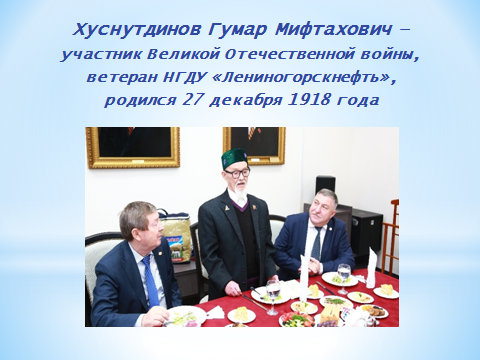 Хуснутдинов Гумар Мифтахович –
участник Великой Отечественной войны,
ветеран НГДУ «Лениногорскнефть»,
родился 27 декабря 1918 года